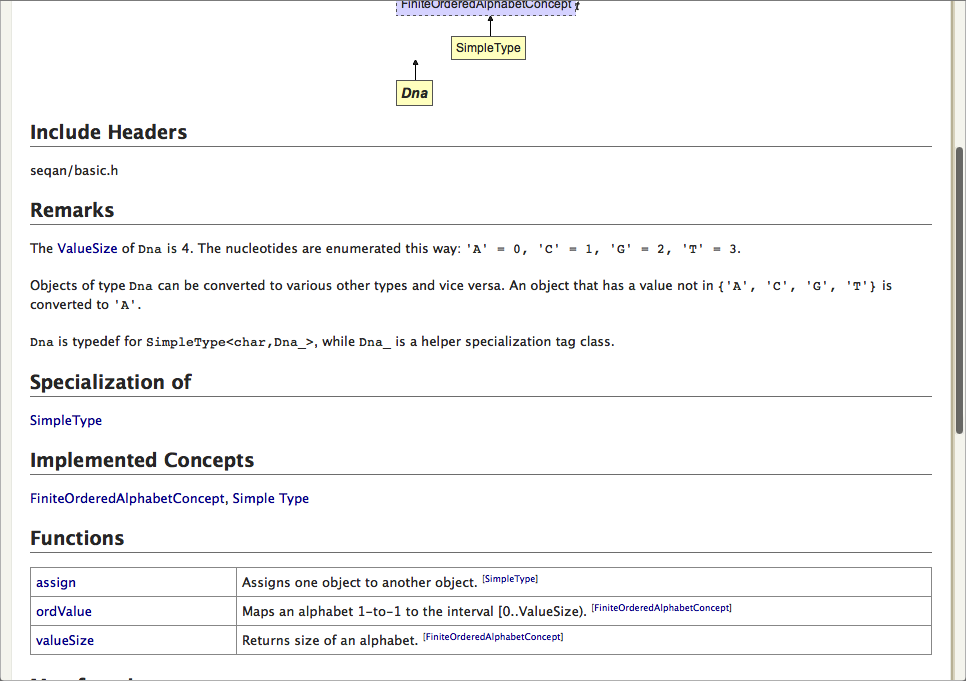 FiniteOrderedAlphabetConcept
SimpleType
Dna
Include Headers
seqan/basic.h
Remarks
The ValueSize of Dna is 4. The nucleotides are enumerated this way: 'A' = 0, 'C' = 1, 'G' = 2, 'T' = 3.
Objects of type Dna can be converted to various other types and vice versa. An object that has a value not in {'A', 'C', 'G', 'T'} is
converted to 'A'.
Dna is typedef for SimpleType<char,Dna_>, while Dna_ is a helper specialization tag class.
Specialization of
SimpleType
Implemented Concepts
FiniteOrderedAlphabetConcept, Simple Type
Functions
assign Assigns one object to another object. [SimpleType]
ordValue Maps an alphabet 1-to-1 to the interval [0..ValueSize). [FiniteOrderedAlphabetConcept]
valueSize Returns size of an alphabet. [FiniteOrderedAlphabetConcept]